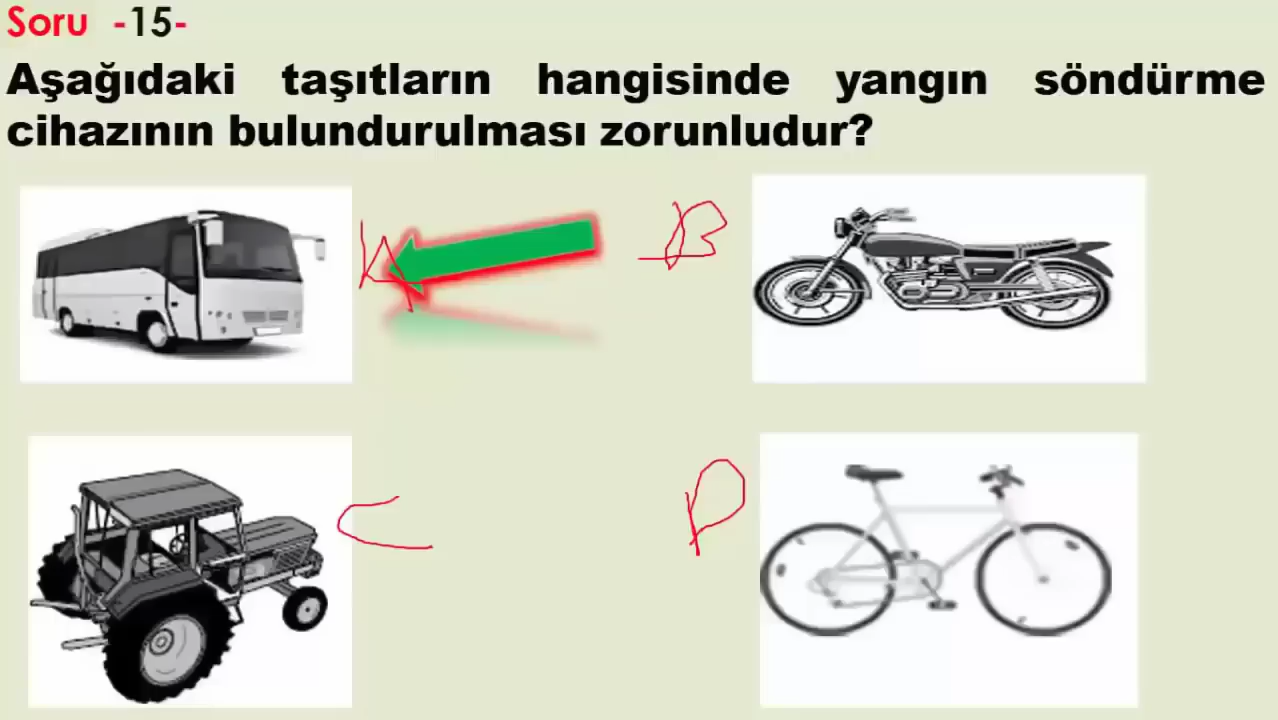 Soru -15-
Aşağıdaki taşıtların hangisinde yangın söndürme
cihazının bulundurulması zorunludur?
A
B
C
D